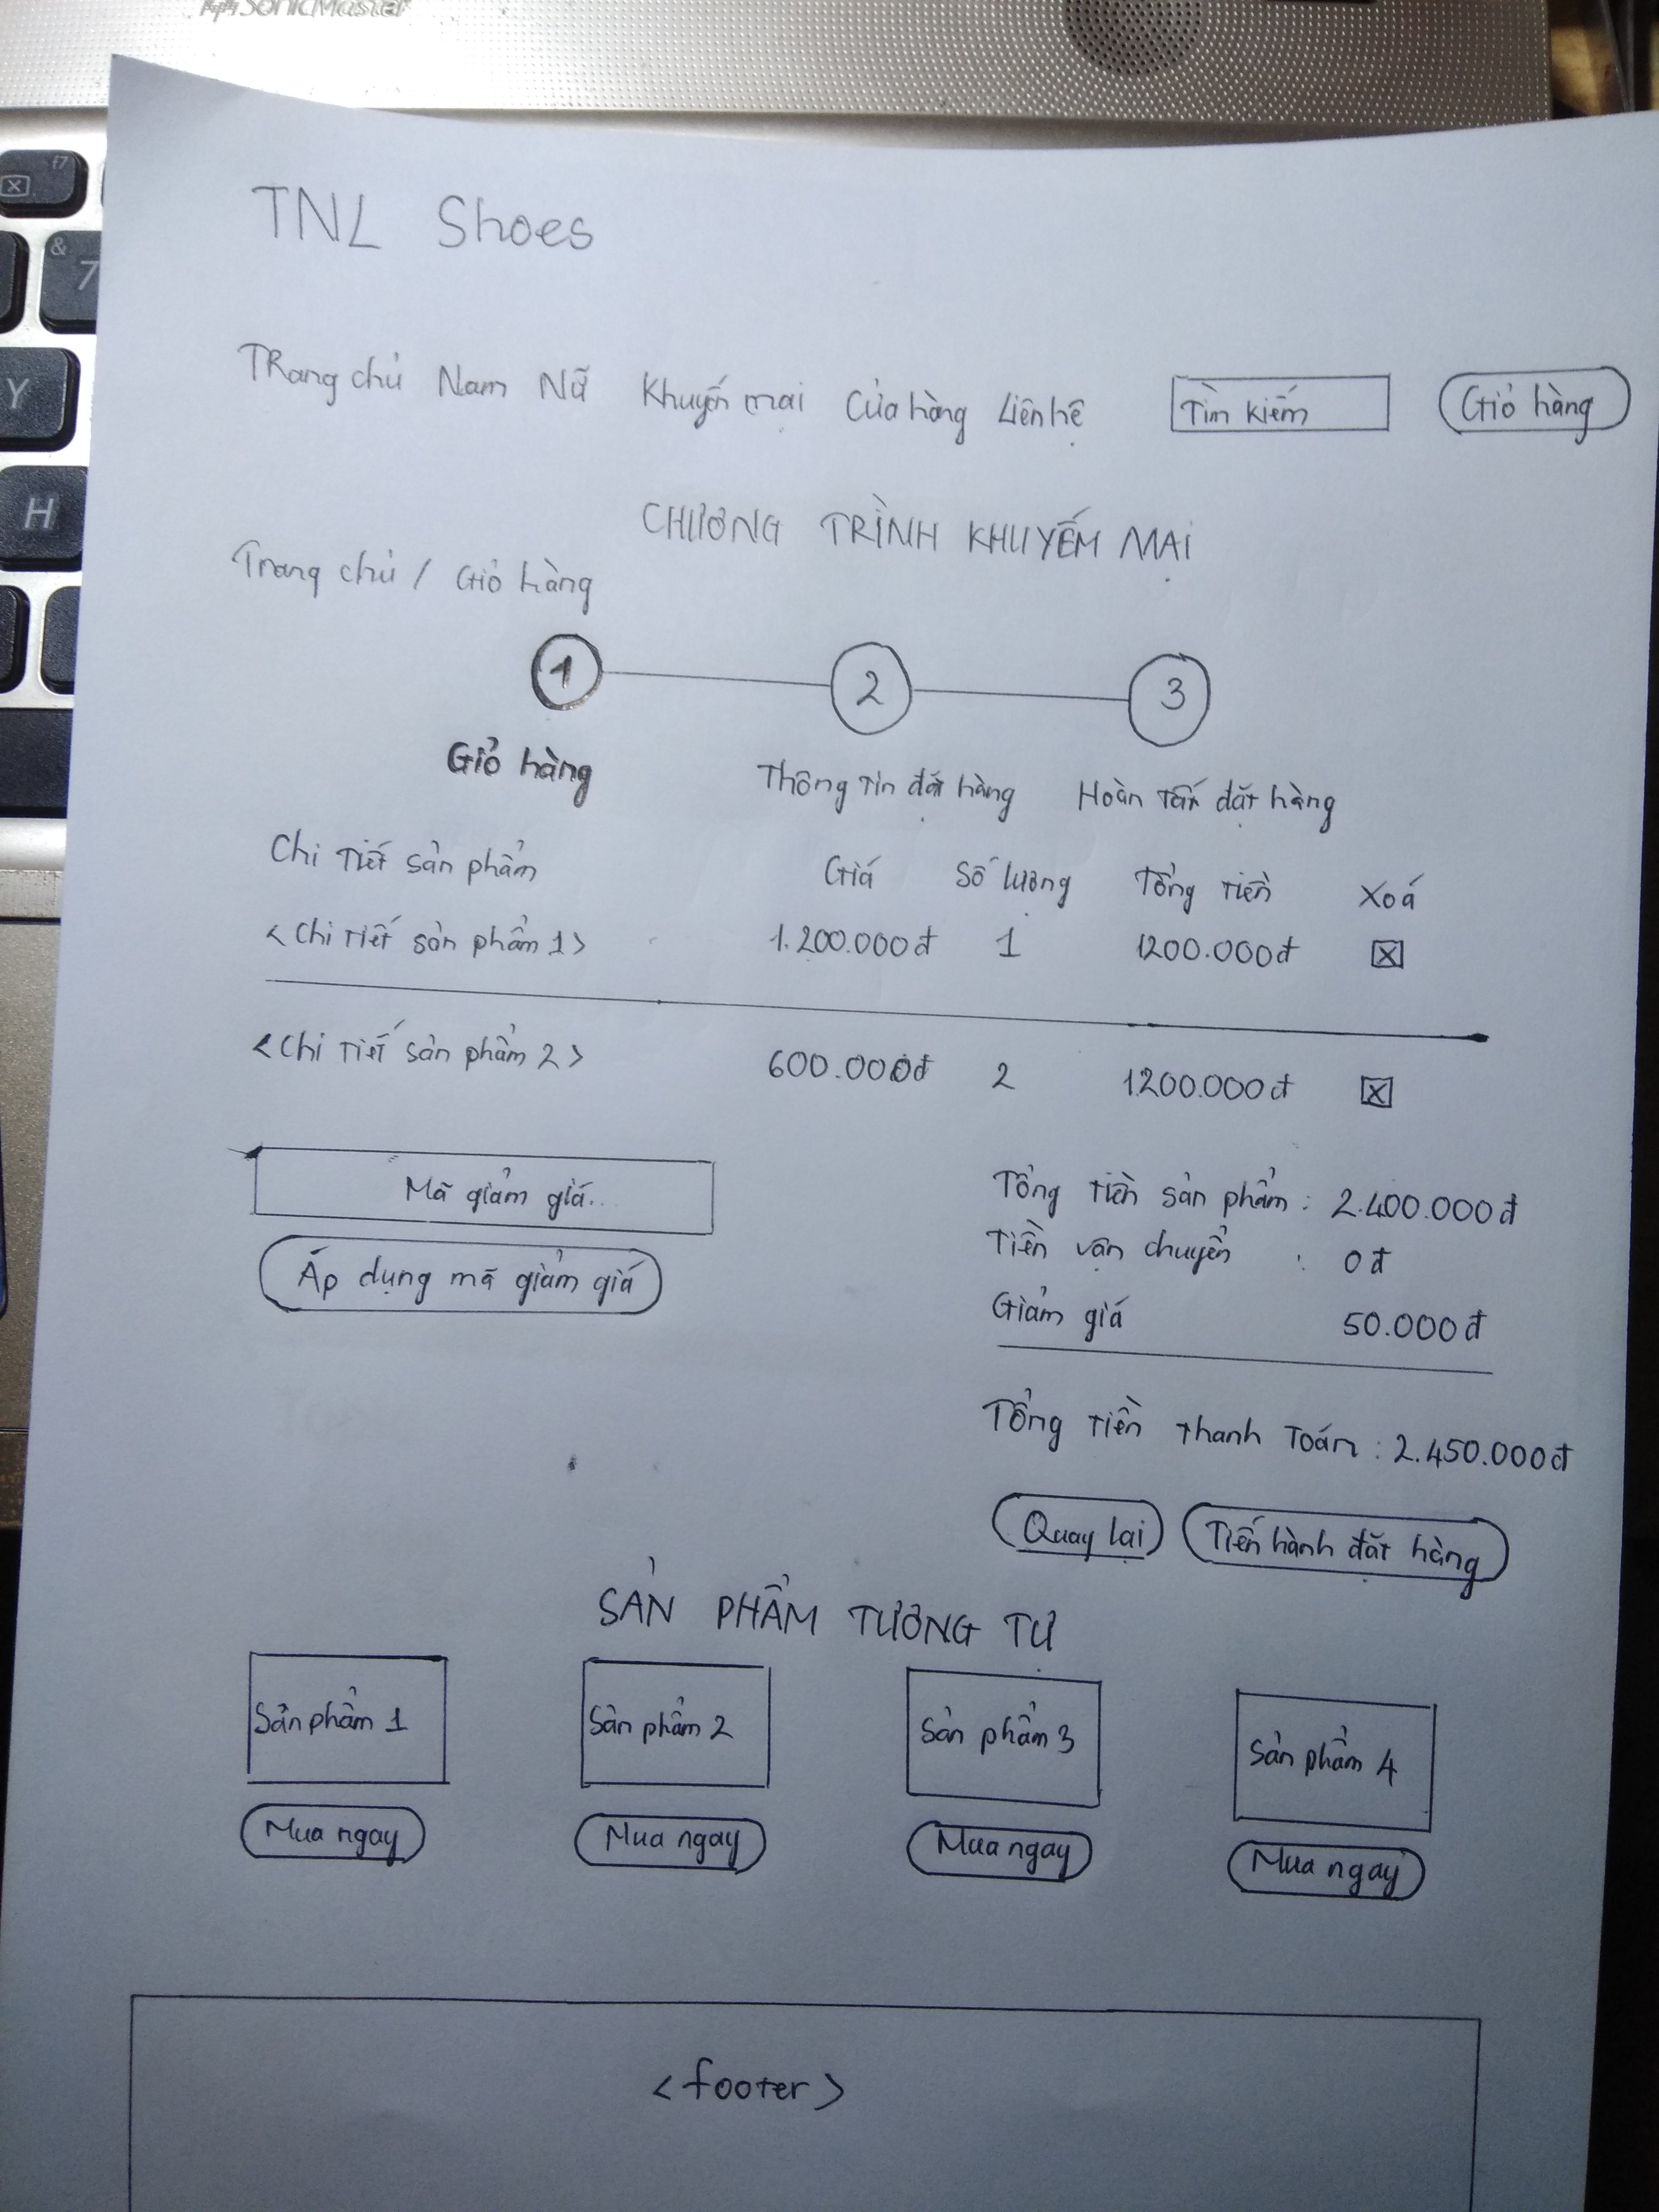 SonicMaster
f7
&
7
Y
H
TNL Shoes
TRang chủ Nam Nữ Khuyến mại Cửa hàng Liên hệ Tìm kiếm Giỏ hàng
CHƯƠNG TRÌNH KHUYẾN MẠI
Trang chủ / Giỏ hàng
1 2 3
Giỏ hàng Thông tin đặt hàng Hoàn tất đặt hàng
Chi tiết sản phẩm Giá Số lượng Tổng tiền Xoá
<Chi tiết sản phẩm 1> 1.200.000đ 1 1200.000đ X
<Chi tiết sản phẩm 2> 600.000đ 2 1.200.000đ X
Mã giảm giá...
Áp dụng mã giảm giá
Tổng tiền sản phẩm : 2.400.000đ
Tiền vận chuyển : 0đ
Giảm giá 50.000đ
Tổng tiền thanh toán : 2.450.000đ
Quay lại Tiến hành đặt hàng
SẢN PHẨM TƯƠNG TỰ
Sản phẩm 1 Sản phẩm 2 Sản phẩm 3 Sản phẩm 4
Mua ngay Mua ngay Mua ngay Mua ngay
<footer>